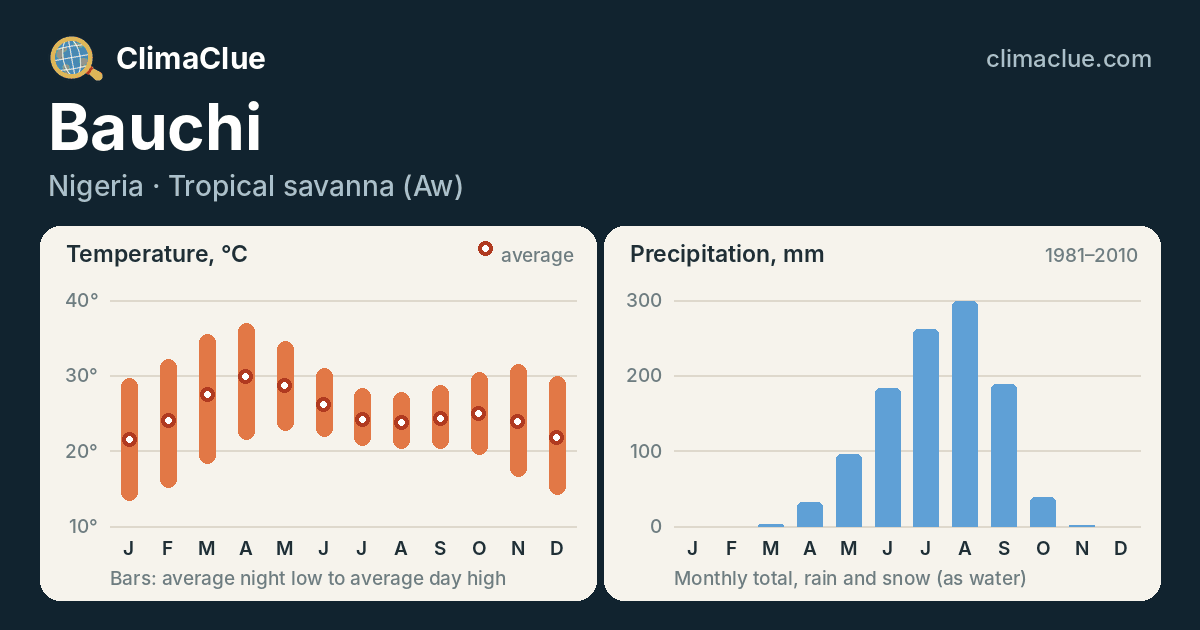 ClimaClue
climaclue.com
Bauchi
Nigeria · Tropical savanna (Aw)
Temperature, °C
average
40°
30°
20°
10°
J F M A M J J A S O N D
Bars: average night low to average day high
Precipitation, mm
1981–2010
300
200
100
0
J F M A M J J A S O N D
Monthly total, rain and snow (as water)